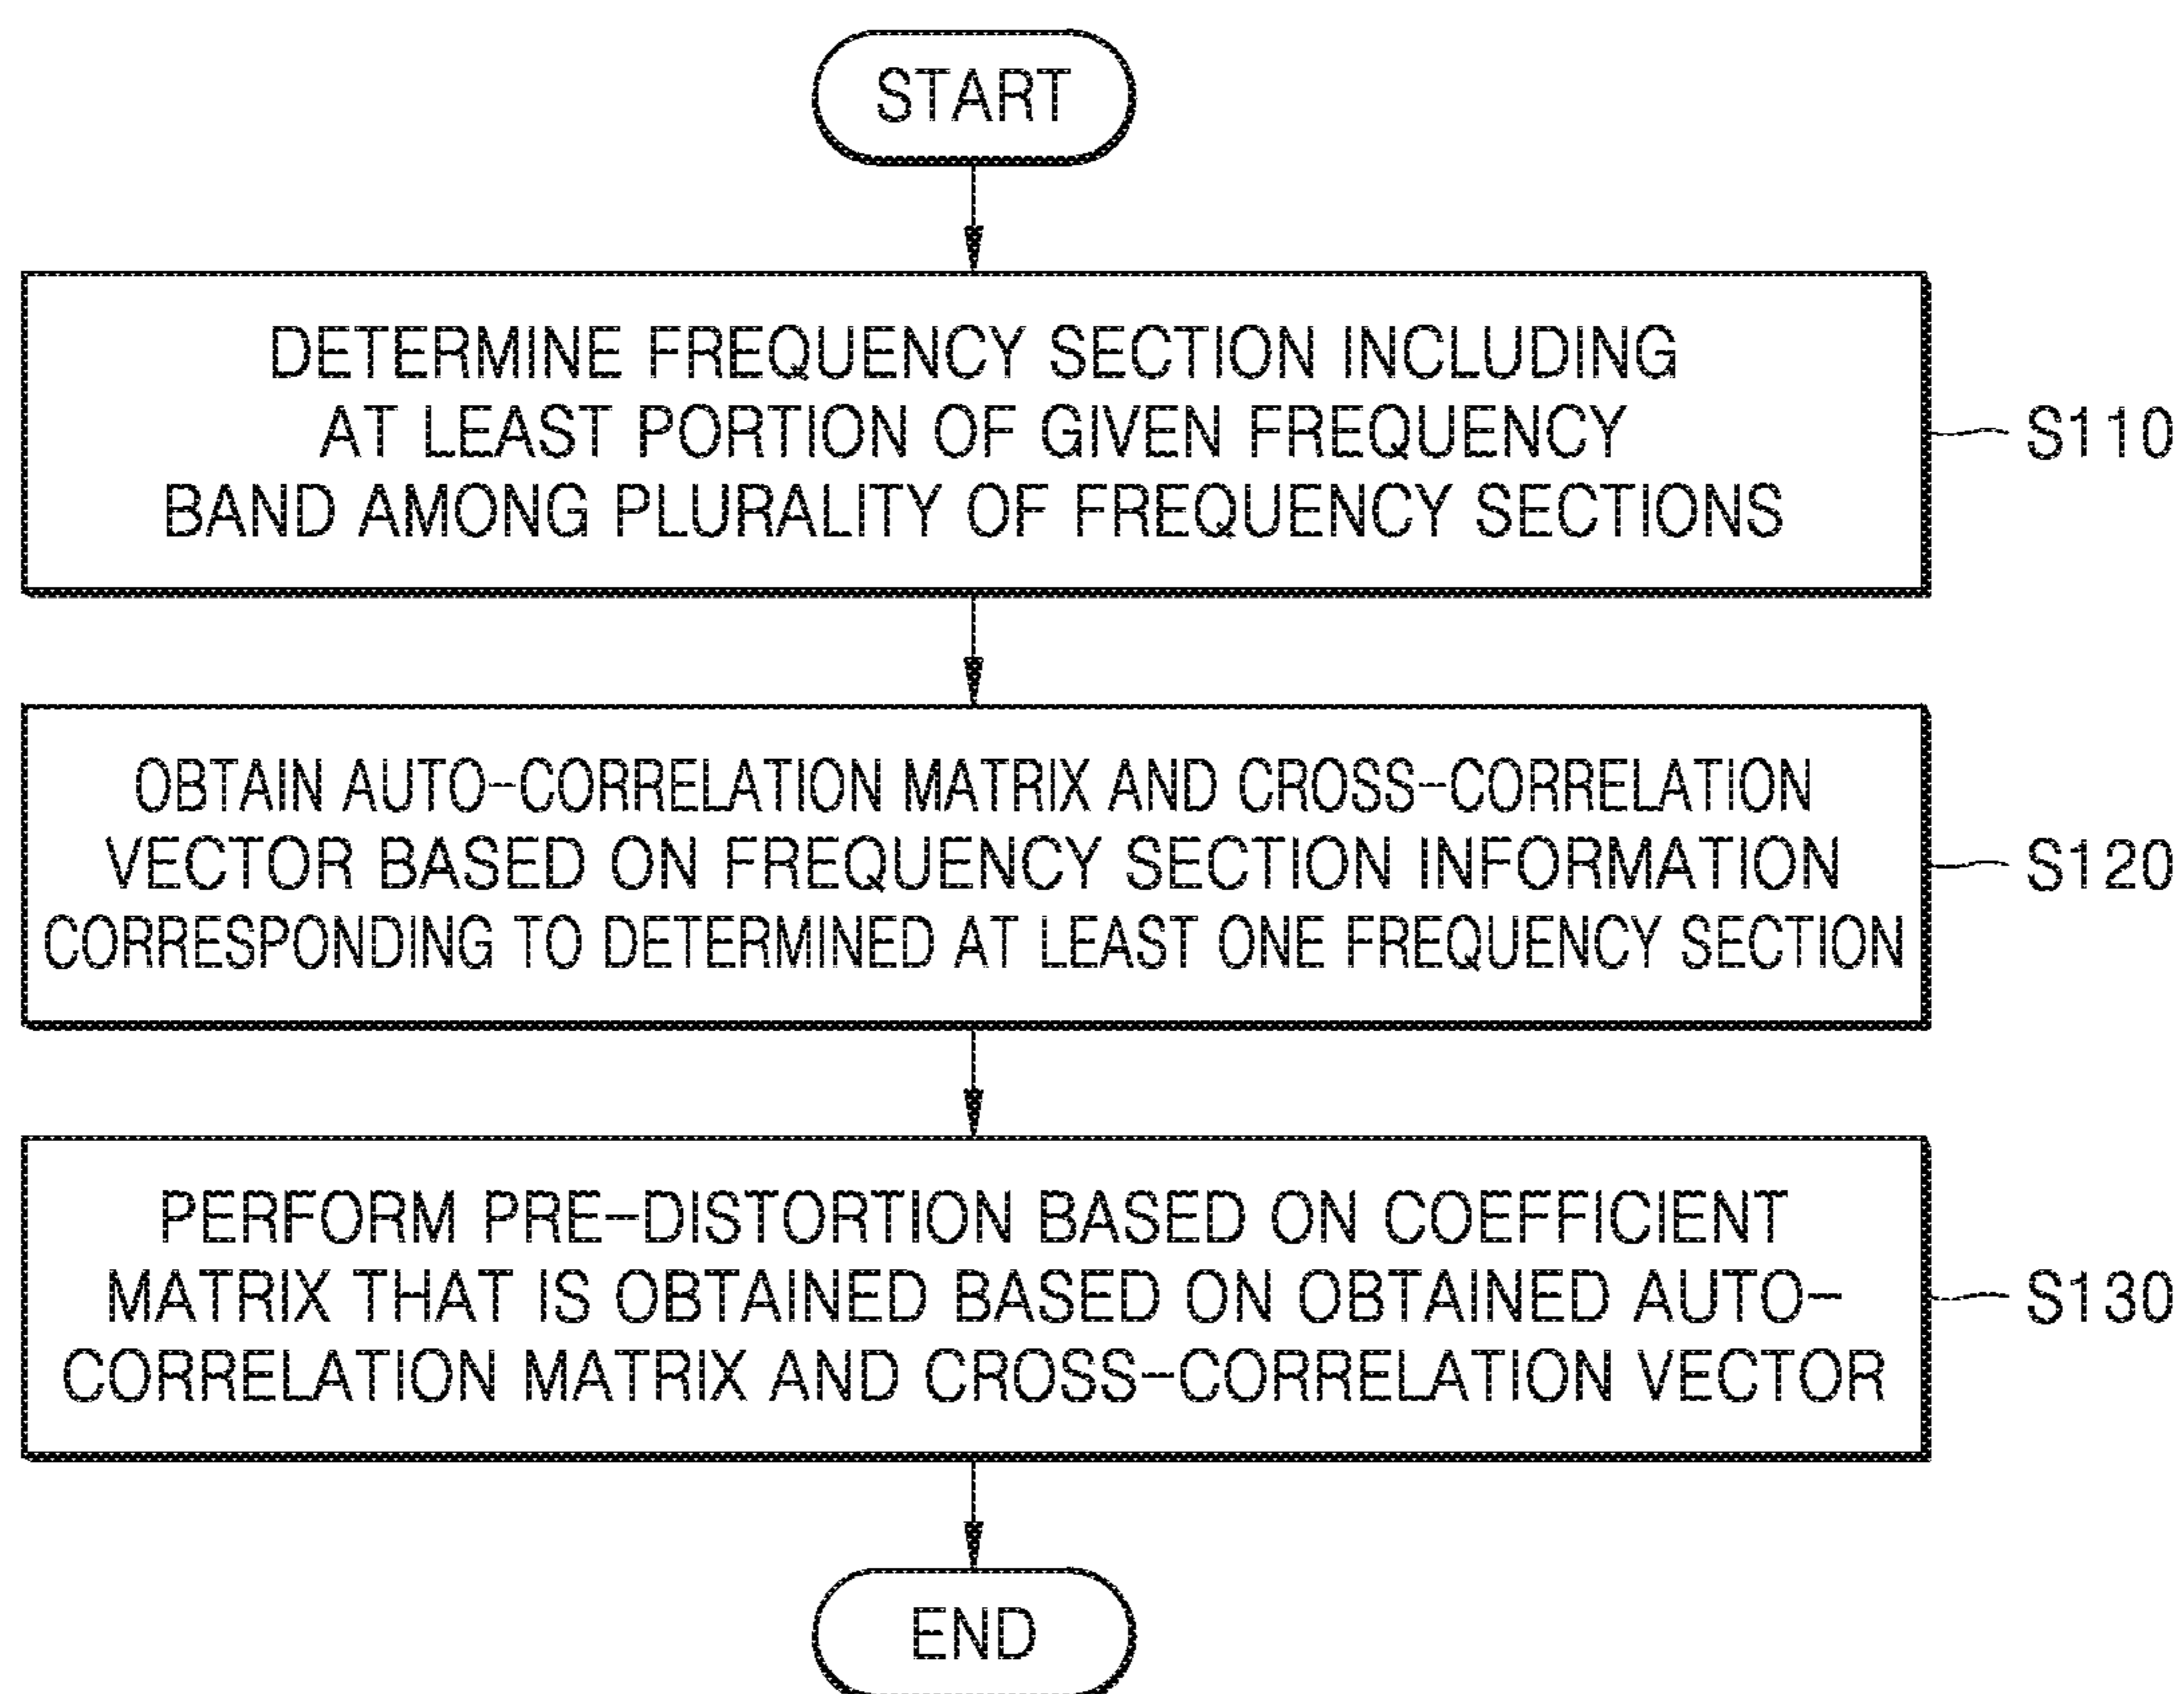 START
DETERMINE FREQUENCY SECTION INCLUDING
AT LEAST PORTION OF GIVEN FREQUENCY
BAND AMONG PLURALITY OF FREQUENCY SECTIONS
S110
OBTAIN AUTO-CORRELATION MATRIX AND CROSS-CORRELATION
VECTOR BASED ON FREQUENCY SECTION INFORMATION
CORRESPONDING TO DETERMINED AT LEAST ONE FREQUENCY SECTION
S120
PERFORM PRE-DISTORTION BASED ON COEFFICIENT
MATRIX THAT IS OBTAINED BASED ON OBTAINED AUTO-
CORRELATION MATRIX AND CROSS-CORRELATION VECTOR
S130
END